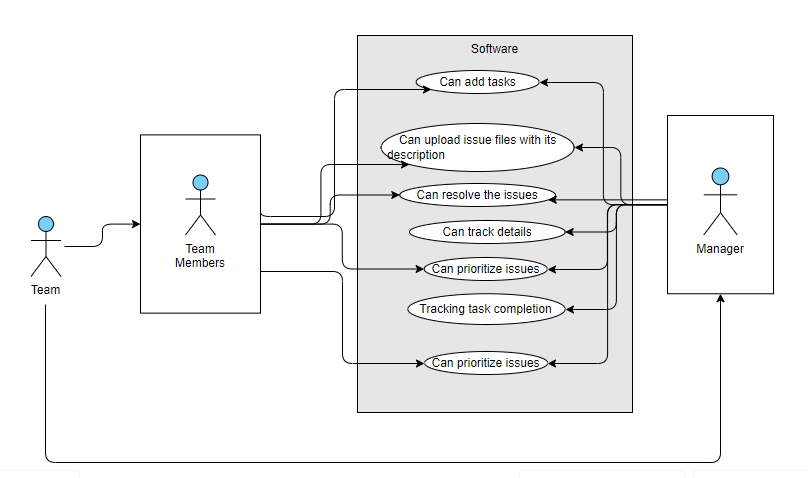 Software
Can add tasks
Can upload issue files with its
description
Can resolve the issues
Can track details
Can prioritize issues
Tracking task completion
Can prioritize issues
Team
Members
Manager
Team